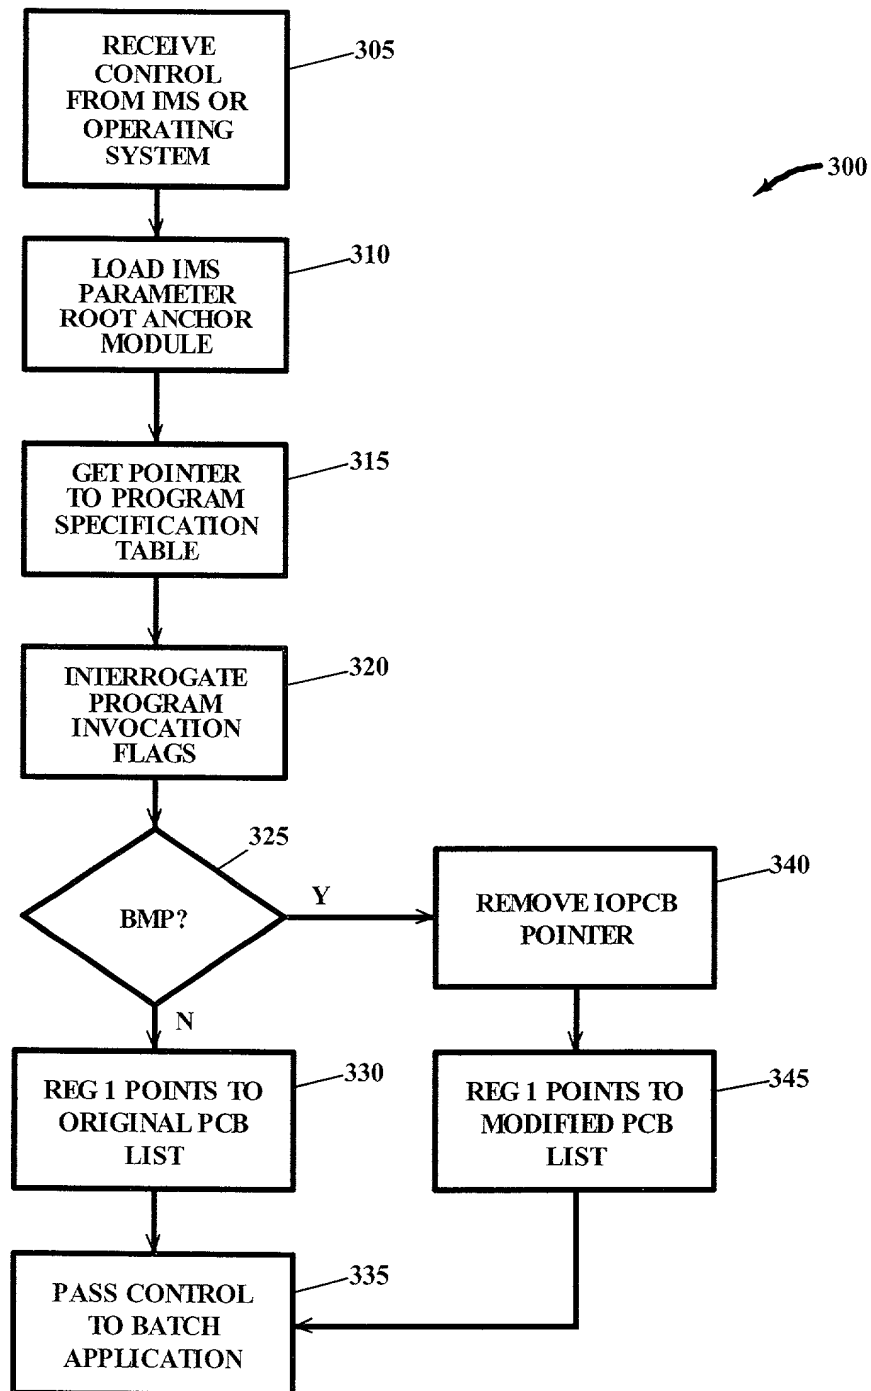 RECEIVE
CONTROL
FROM IMS OR
OPERATING
SYSTEM
305
300
LOAD IMS
PARAMETER
ROOT ANCHOR
MODULE
310
GET POINTER
TO PROGRAM
SPECIFICATION
TABLE
315
INTERROGATE
PROGRAM
INVOCATION
FLAGS
320
BMP?
325
Y
N
REMOVE IOPCB
POINTER
340
REG 1 POINTS TO
ORIGINAL PCB
LIST
330
REG 1 POINTS TO
MODIFIED PCB
LIST
345
PASS CONTROL
TO BATCH
APPLICATION
335